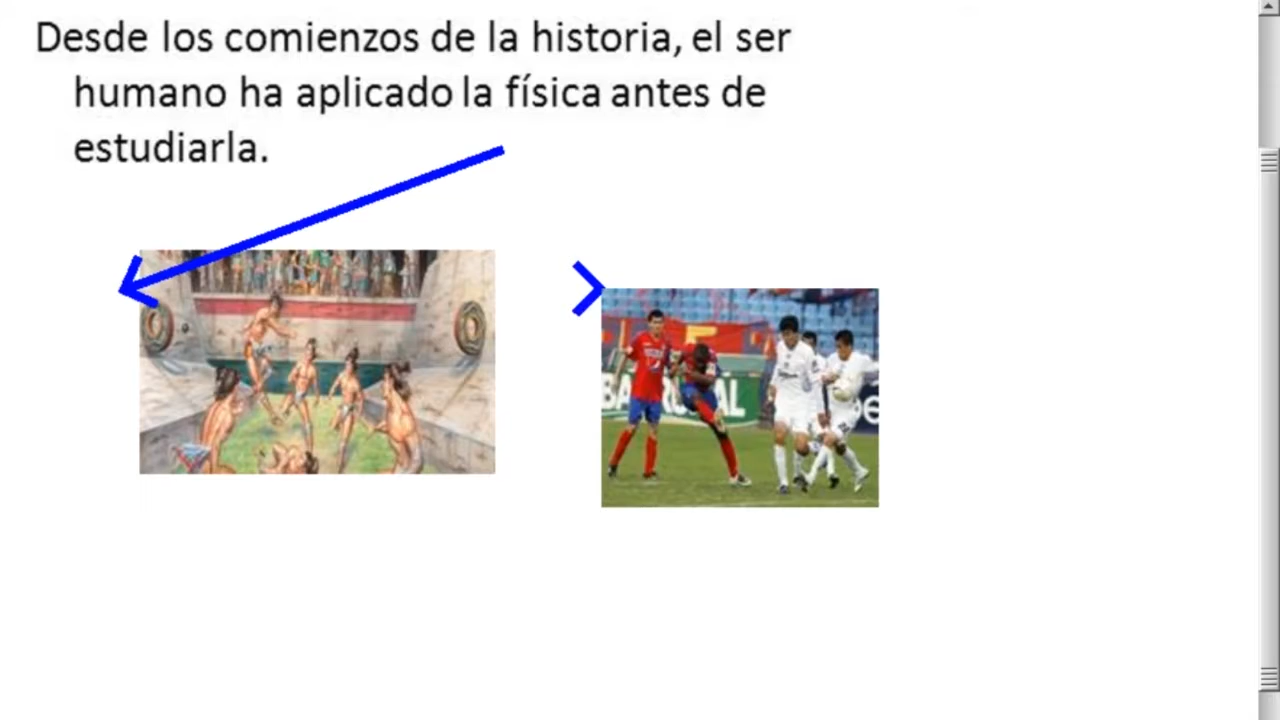 Desde los comienzos de la historia, el ser
humano ha aplicado la física antes de
estudiarla.